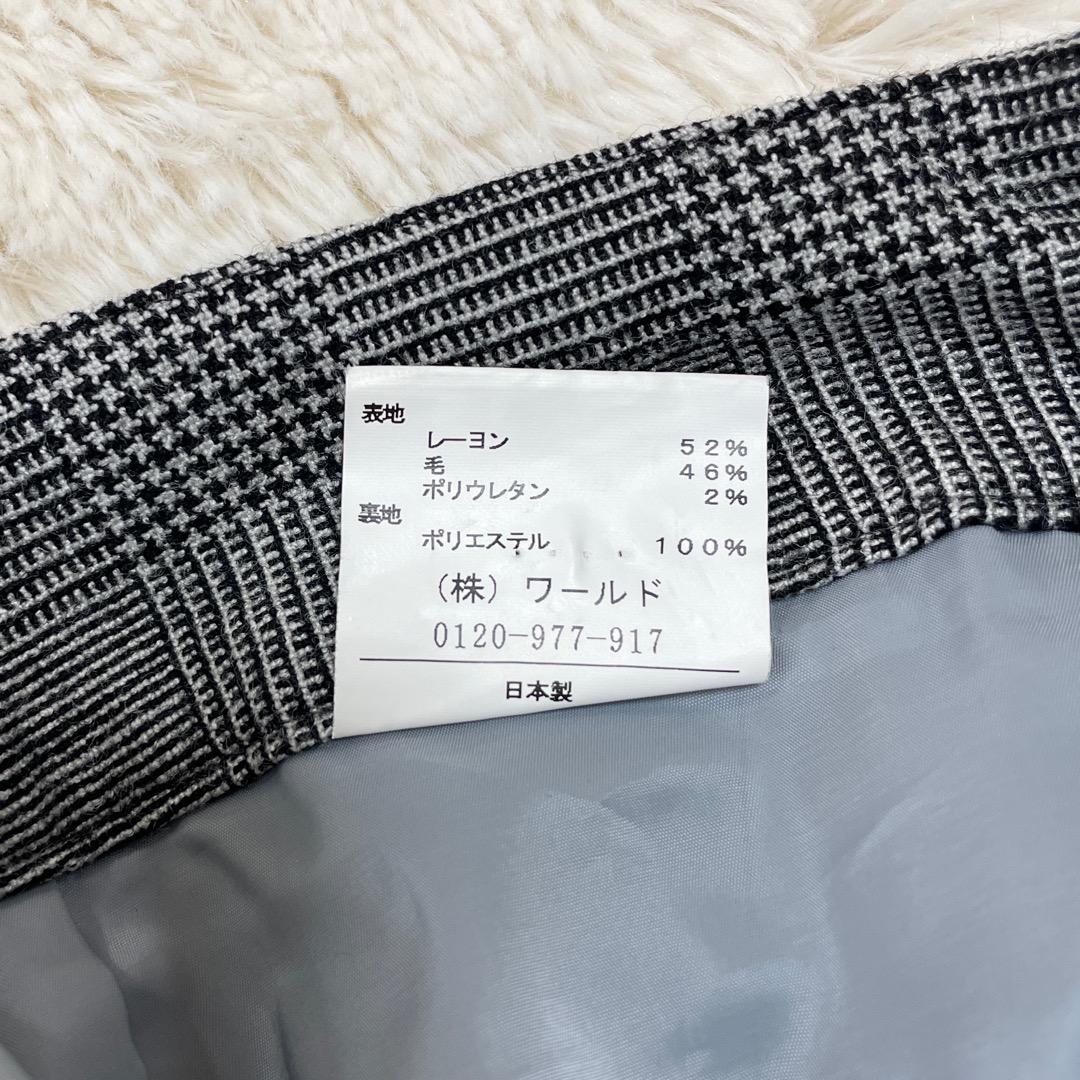 表地
レーヨン 52%
毛 46%
ポリウレタン 2%
裏地
ポリエステル 100%
(株)ワールド
0120-977-917
日本製